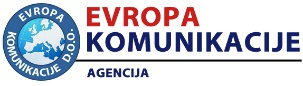 EVROPA
KOMUNIKACIJE D.O.O.
EVROPA
KOMUNIKACIJE
AGENCIJA